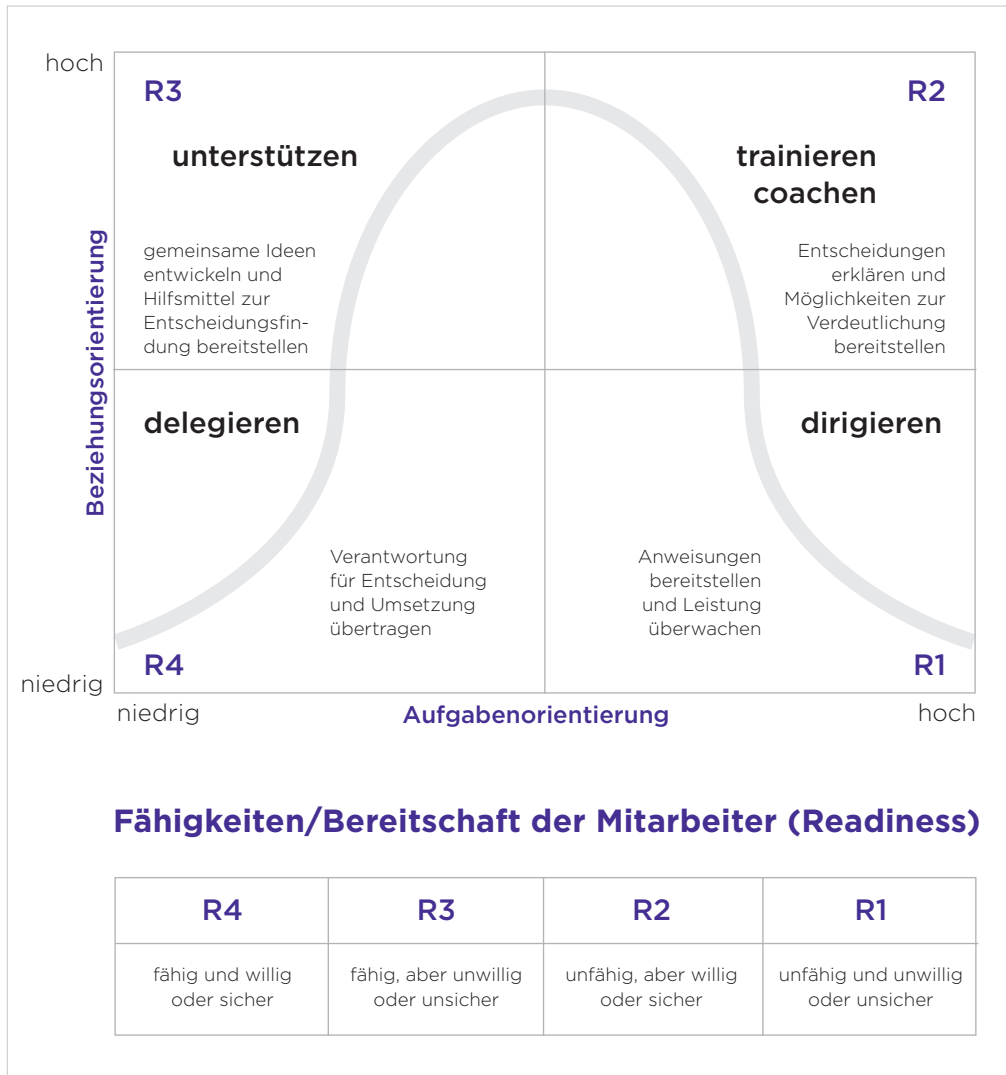 hoch
R3
R2
unterstützen
trainieren
coachen
gemeinsame Ideen
entwickeln und
Hilfsmittel zur
Entscheidungsfin-
dung bereitstellen
Entscheidungen
erklären und
Möglichkeiten zur
Verdeutlichung
bereitstellen
Beziehungsorientierung
delegieren
dirigieren
Verantwortung
für Entscheidung
und Umsetzung
übertragen
Anweisungen
bereitstellen
und Leistung
überwachen
R4
R1
niedrig
niedrig
Aufgabenorientierung
hoch
Fähigkeiten/Bereitschaft der Mitarbeiter (Readiness)
R4
R3
R2
R1
fähig und willig
oder sicher
fähig, aber unwillig
oder unsicher
unfähig, aber willig
oder sicher
unfähig und unwillig
oder unsicher